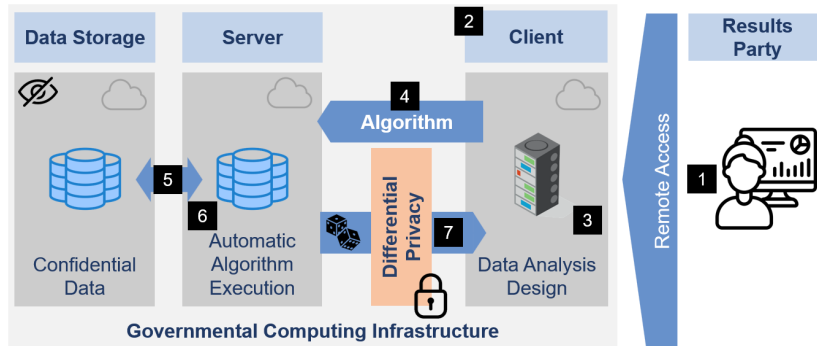 Data Storage
Server
2
Client
Results
Party
4
Algorithm
5
6
Differential
Privacy
7
3
Remote Access
1
Confidential
Data
Automatic
Algorithm
Execution
Data Analysis
Design
Governmental Computing Infrastructure